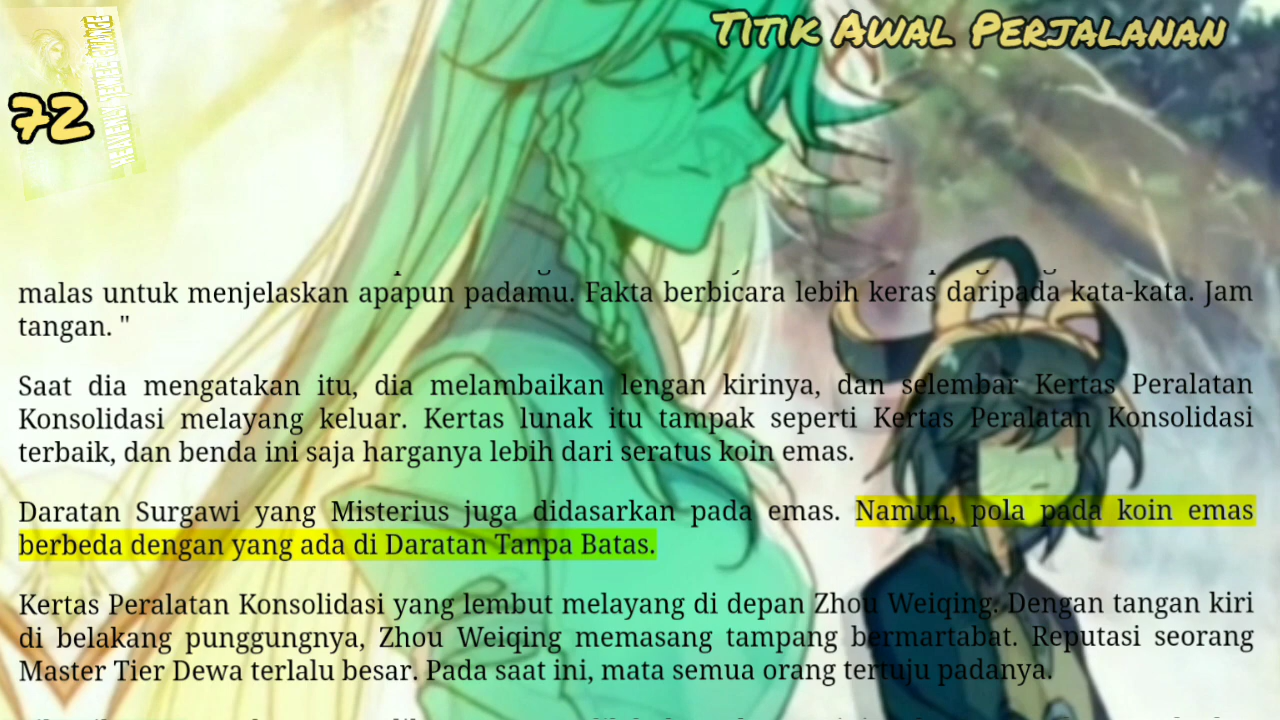 Titik Awal Perjalanan
HEAVENLY JEWEL CHANGE
72
malas untuk menjelaskan apapun padamu. Fakta berbicara lebih keras daripada kata-kata. Jam
tangan. "
Saat dia mengatakan itu, dia melambaikan lengan kirinya, dan selembar Kertas Peralatan
Konsolidasi melayang keluar. Kertas lunak itu tampak seperti Kertas Peralatan Konsolidasi
terbaik, dan benda ini saja harganya lebih dari seratus koin emas.
Daratan Surgawi yang Misterius juga didasarkan pada emas. Namun, pola pada koin emas
berbeda dengan yang ada di Daratan Tanpa Batas.
Kertas Peralatan Konsolidasi yang lembut melayang di depan Zhou Weiqing. Dengan tangan kiri
di belakang punggungnya, Zhou Weiqing memasang tampang bermartabat. Reputasi seorang
Master Tier Dewa terlalu besar. Pada saat ini, mata semua orang tertuju padanya.